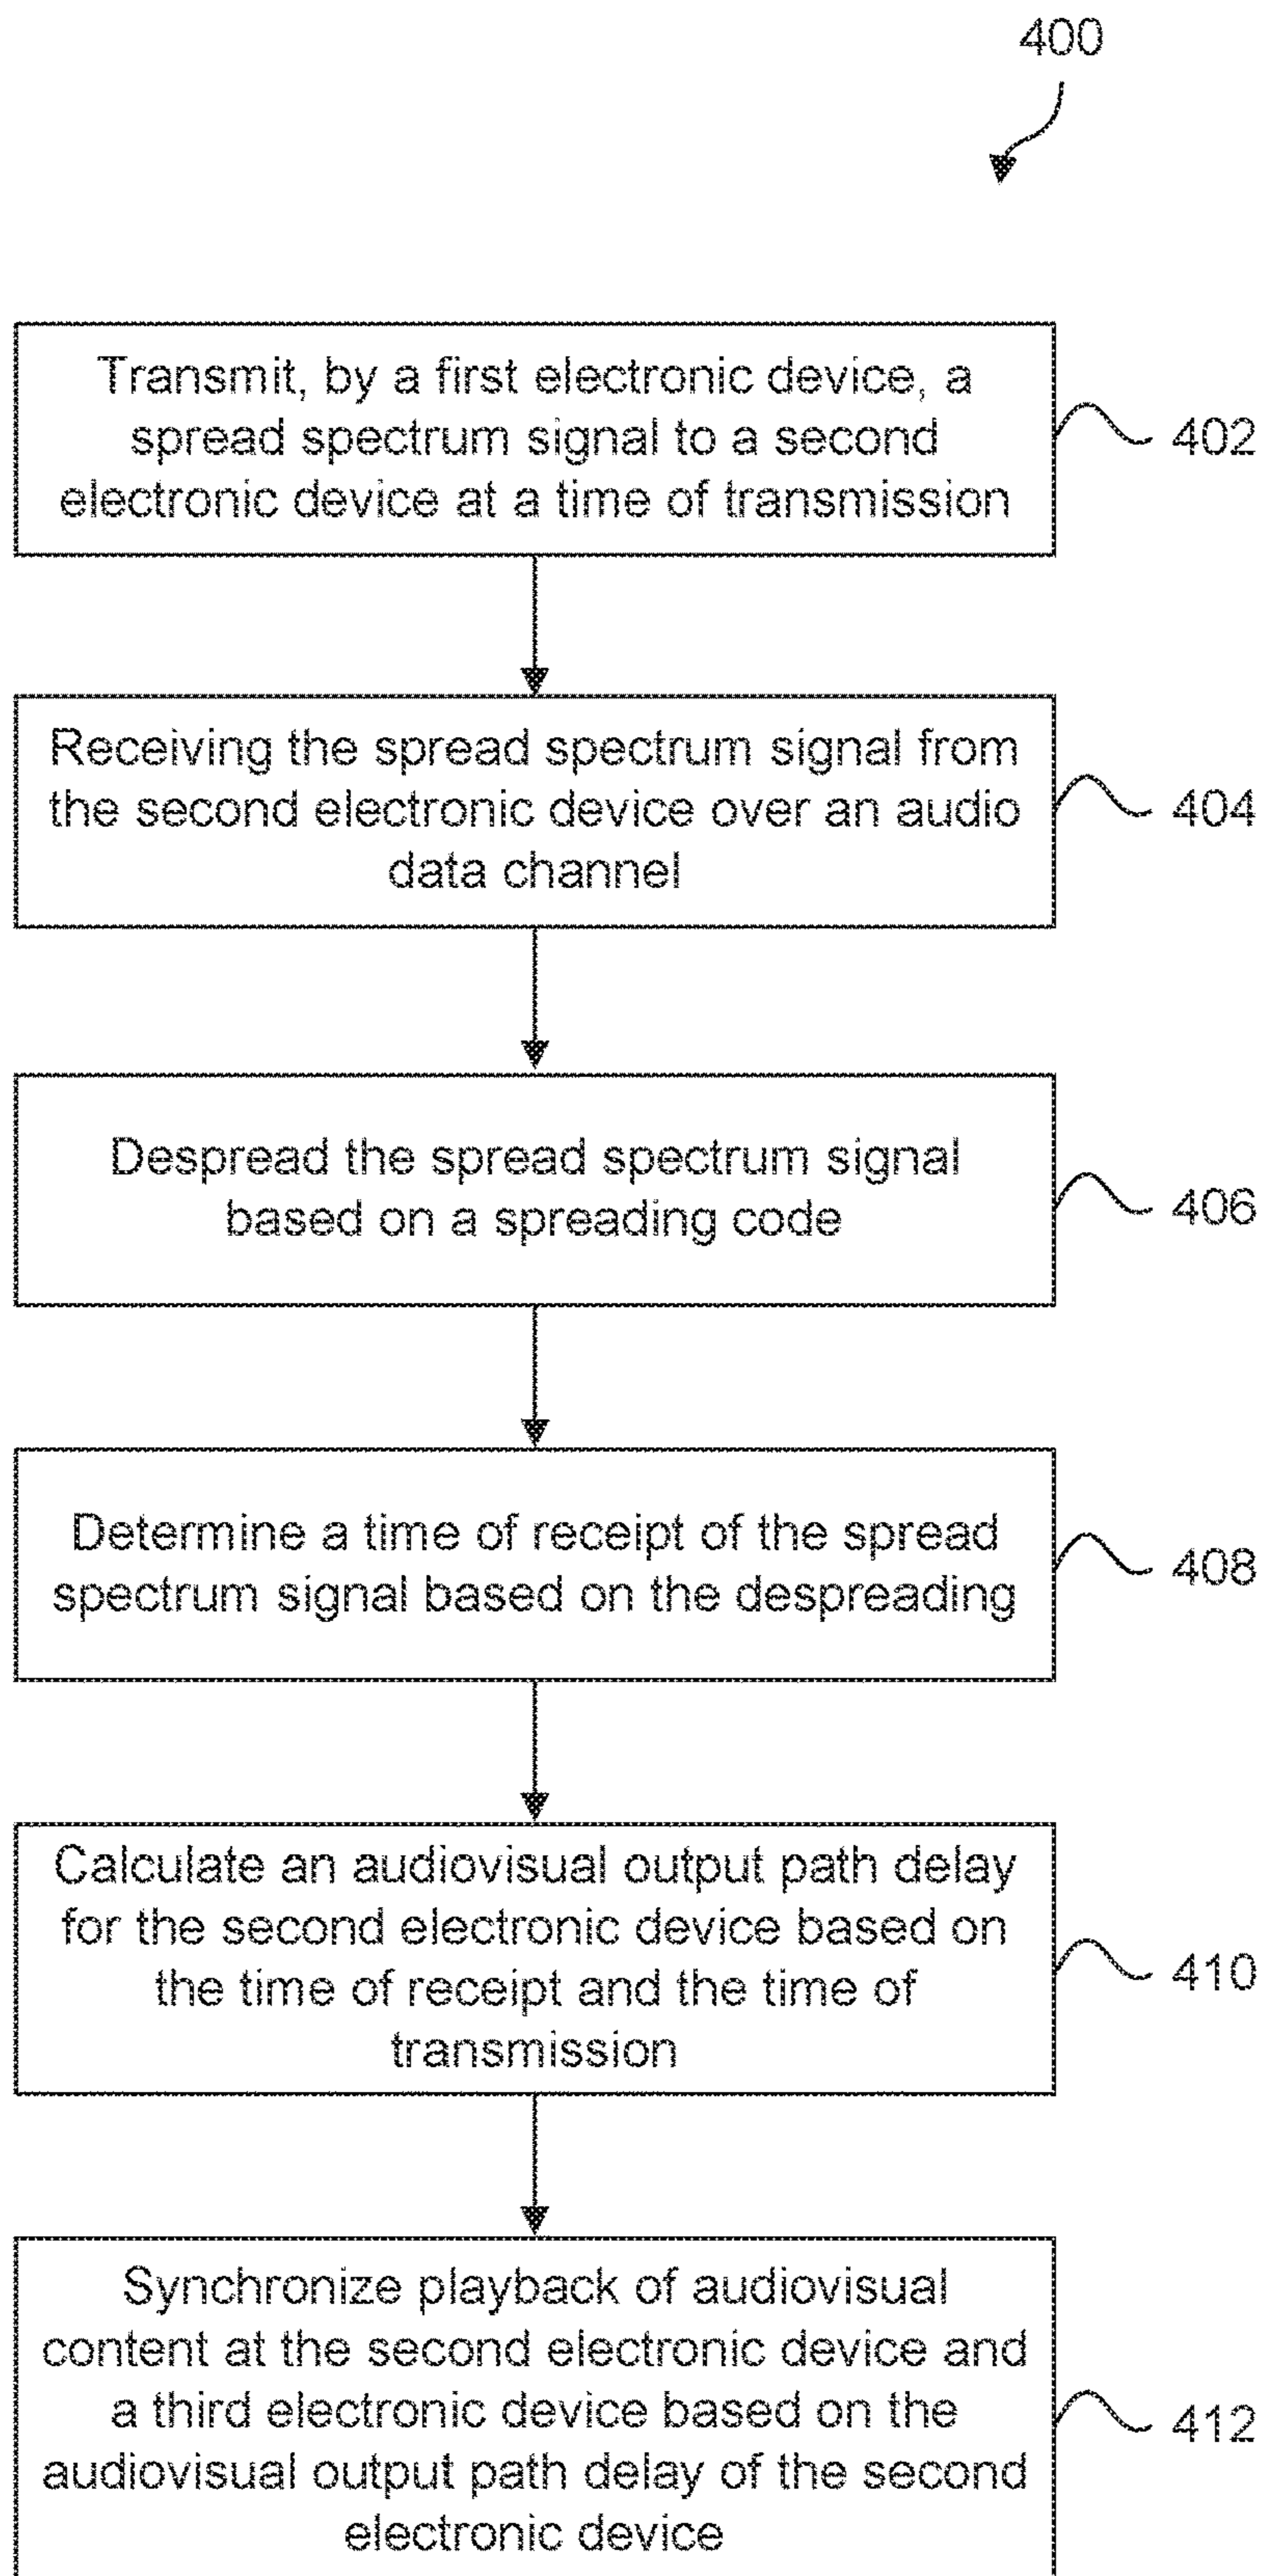 400
Transmit, by a first electronic device, a
spread spectrum signal to a second
electronic device at a time of transmission
402
Receiving the spread spectrum signal from
the second electronic device over an audio
data channel
404
Despread the spread spectrum signal
based on a spreading code
406
Determine a time of receipt of the spread
spectrum signal based on the despreading
408
Calculate an audiovisual output path delay
for the second electronic device based on
the time of receipt and the time of
transmission
410
Synchronize playback of audiovisual
content at the second electronic device and
a third electronic device based on the
audiovisual output path delay of the second
electronic device
412